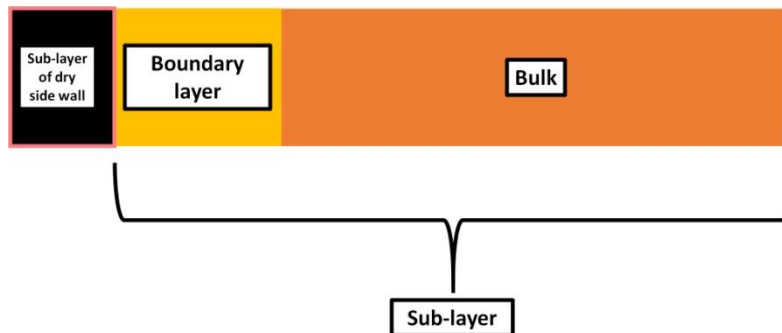 Sub-layer
of dry
side wall
Boundary
layer
Bulk
Sub-layer